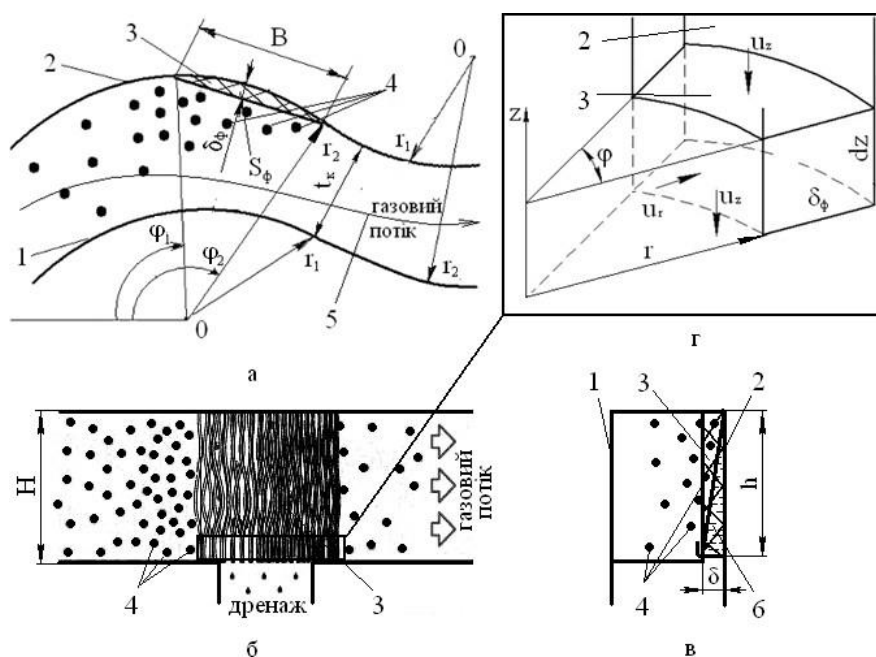 3
B
2
4
δф
Sф
r₂
r₁
tк
газовий
потік
1
φ₁
φ₂
r₁
r₂
0
0
5
а
2
uz
3
z
φ
dz
ur
uz
δф
r
г
H
газовий
потік
4
дренаж
3
б
1
3
2
h
4
δ
6
в